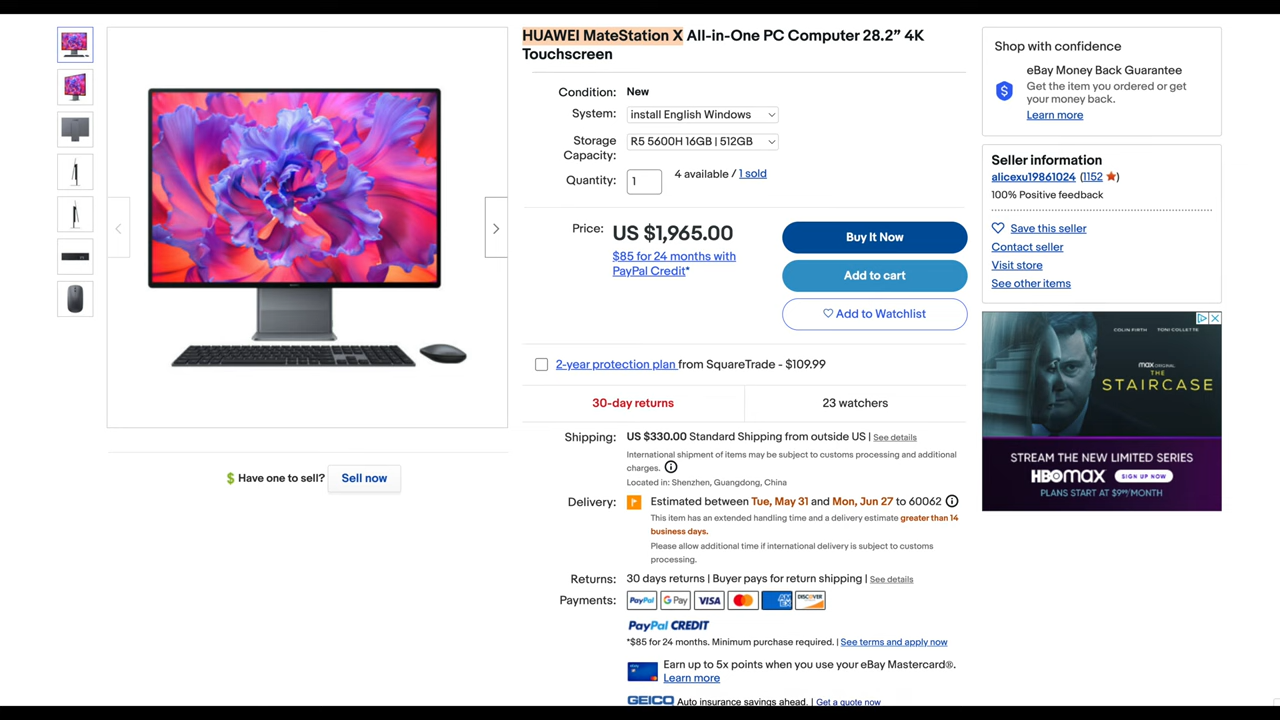 HUAWEI MateStation X All-in-One PC Computer 28.2” 4K
Touchscreen
Condition: New
System: install English Windows
Storage
Capacity: R5 5600H 16GB | 512GB
Quantity: 1 4 available / 1 sold
Price: US $1,965.00
$85 for 24 months with
PayPal Credit*
Buy It Now
Add to cart
Add to Watchlist
2-year protection plan from SquareTrade - $109.99
30-day returns
23 watchers
Shipping: US $330.00 Standard Shipping from outside US | See details
International shipment of items may be subject to customs processing and additional
charges.
Located in: Shenzhen, Guangdong, China
Delivery: Estimated between Tue, May 31 and Mon, Jun 27 to 60062
This item has an extended handling time and a delivery estimate greater than 14
business days.
Please allow additional time if international delivery is subject to customs
processing.
Returns: 30 days returns | Buyer pays for return shipping | See details
Payments: PayPal G Pay VISA DISCOVER
PayPal CREDIT
*$85 for 24 months. Minimum purchase required. | See terms and apply now
Earn up to 5x points when you use your eBay Mastercard®.
Learn more
GEICO Auto insurance savings ahead. | Get a quote now
Have one to sell? Sell now
Shop with confidence
eBay Money Back Guarantee
Get the item you ordered or get
your money back.
Learn more
Seller information
alicexu19861024 (1152)
100% Positive feedback
Save this seller
Contact seller
Visit store
See other items
COLIN FIRTH TONI COLLETTE
max ORIGINAL
THE
STAIRCASE
STREAM THE NEW LIMITED SERIES
HBOMAX SIGN UP NOW
PLANS START AT $9.99/MONTH